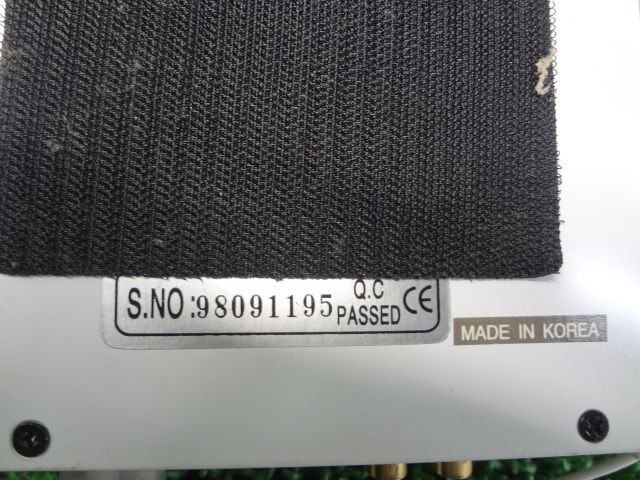 S.NO:98091195 Q.C PASSED CE
MADE IN KOREA